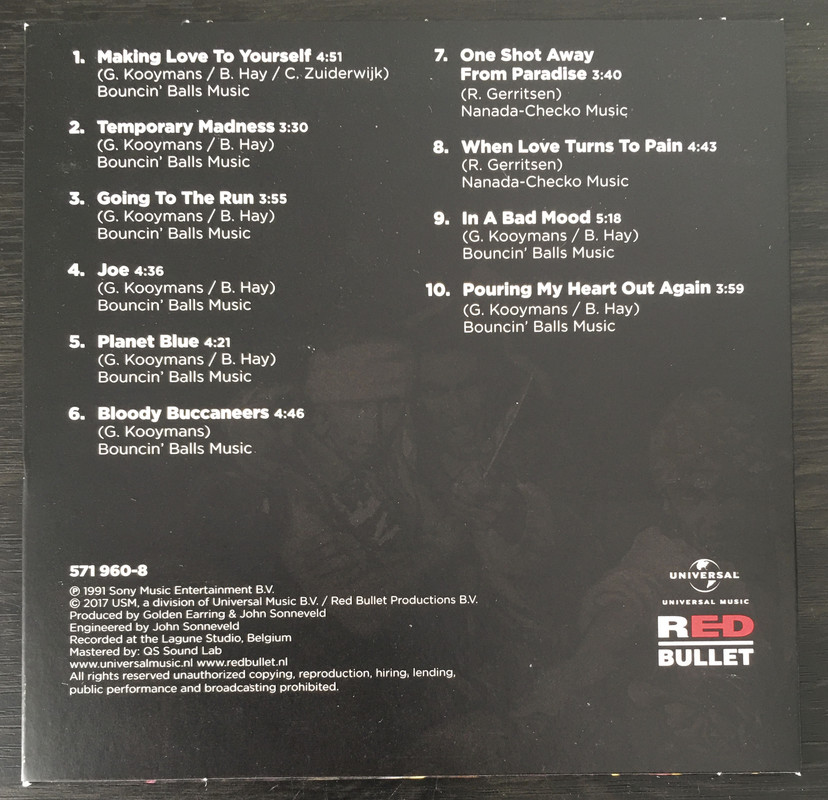 1. Making Love To Yourself 4:51
(G. Kooymans / B. Hay / C. Zuiderwijk)
Bouncin' Balls Music
2. Temporary Madness 3:30
(G. Kooymans / B. Hay)
Bouncin' Balls Music
3. Going To The Run 3:55
(G. Kooymans / B. Hay)
Bouncin' Balls Music
4. Joe 4:36
(G. Kooymans / B. Hay)
Bouncin' Balls Music
5. Planet Blue 4:21
(G. Kooymans / B. Hay)
Bouncin' Balls Music
6. Bloody Buccaneers 4:46
(G. Kooymans)
Bouncin' Balls Music
7. One Shot Away
From Paradise 3:40
(R. Gerritsen)
Nanada-Checko Music
8. When Love Turns To Pain 4:43
(R. Gerritsen)
Nanada-Checko Music
9. In A Bad Mood 5:18
(G. Kooymans / B. Hay)
Bouncin' Balls Music
10. Pouring My Heart Out Again 3:59
(G. Kooymans / B. Hay)
Bouncin' Balls Music
571 960-8
℗ 1991 Sony Music Entertainment B.V.
© 2017 USM, a division of Universal Music B.V. / Red Bullet Productions B.V.
Produced by Golden Earring & John Sonneveld
Engineered by John Sonneveld
Recorded at the Lagune Studio, Belgium
Mastered by: QS Sound Lab
www.universalmusic.nl www.redbullet.nl
All rights reserved unauthorized copying, reproduction, hiring, lending,
public performance and broadcasting prohibited.
UNIVERSAL
UNIVERSAL MUSIC
RED
BULLET